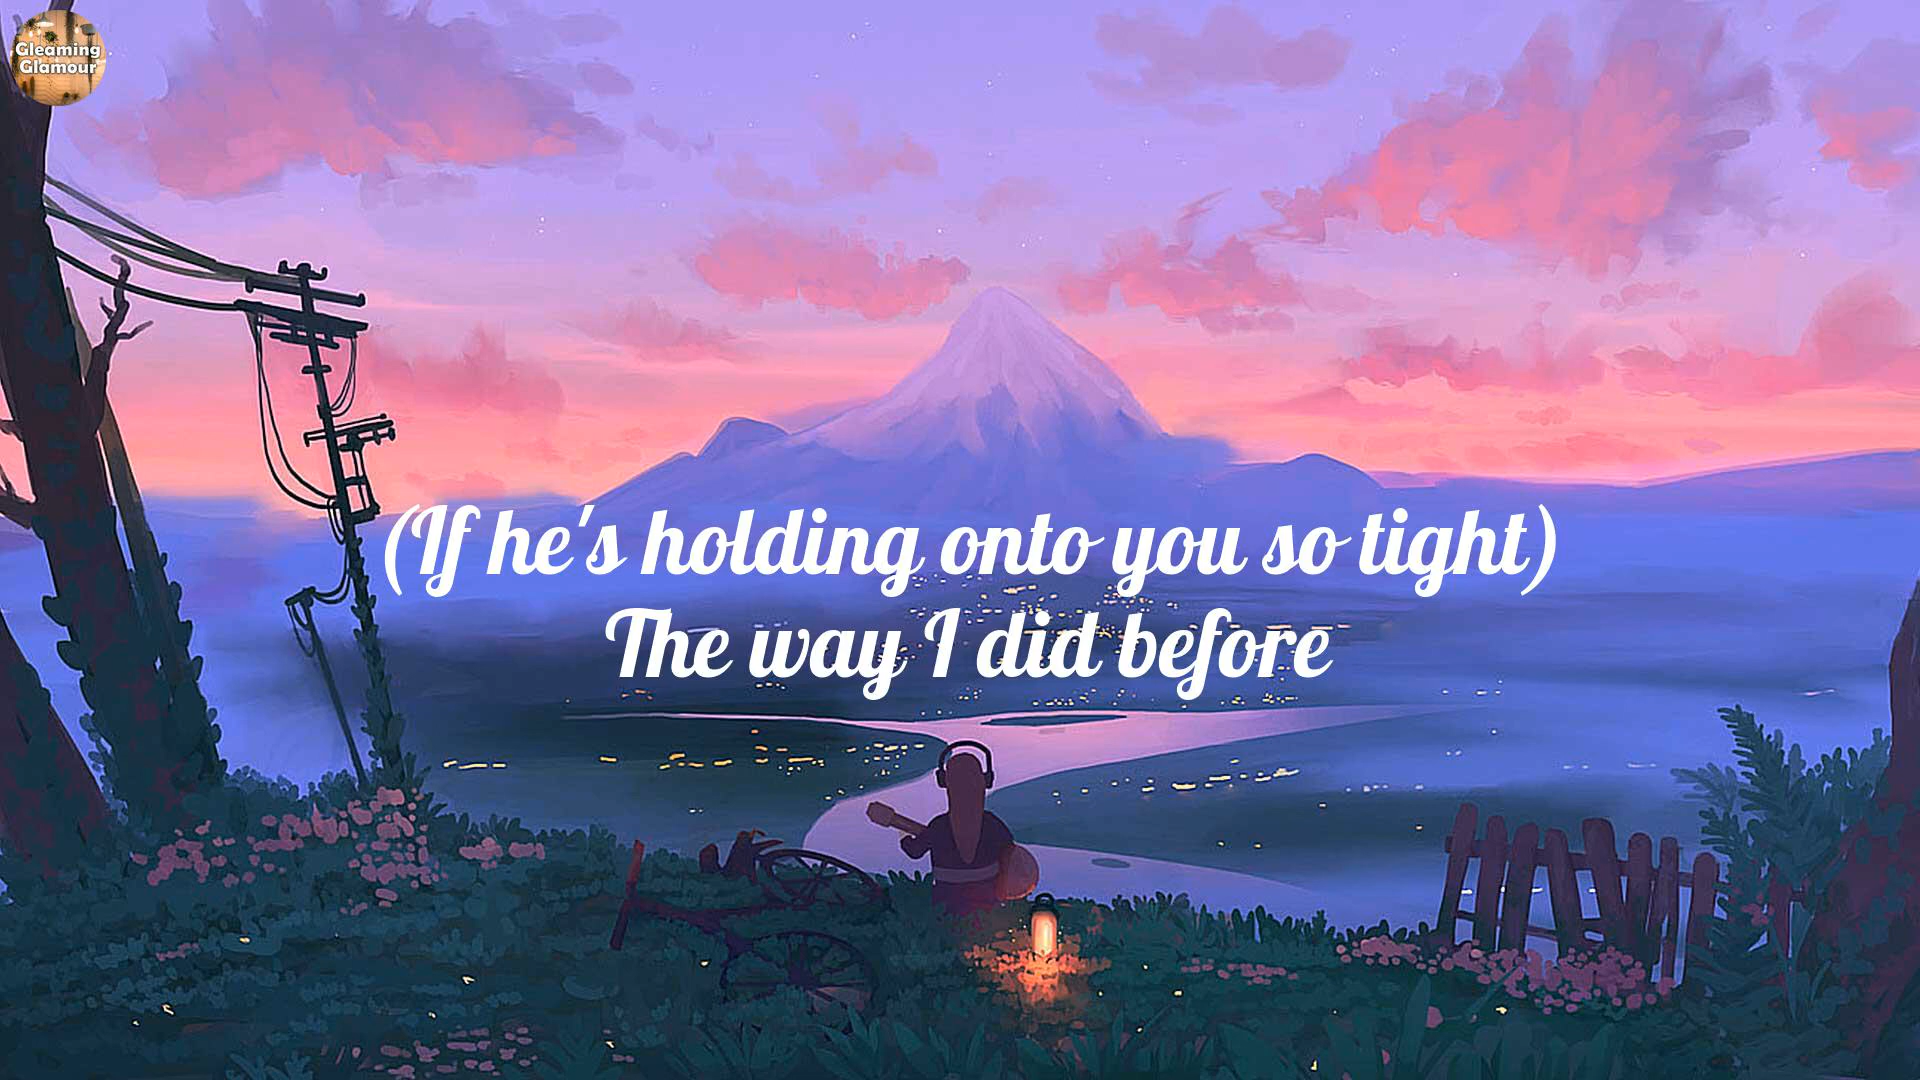 Gleaming
Glamour
(If he's holding onto you so tight)
The way I did before